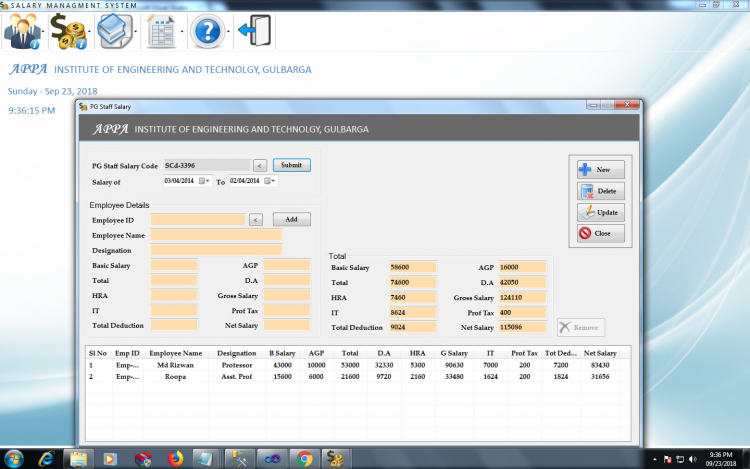 SALARY MANAGMENT SYSTEM
APPA INSTITUTE OF ENGINEERING AND TECHNOLGY, GULBARGA
Sunday - Sep 23, 2018
9:36:15 PM
PG Staff Salary
APPA INSTITUTE OF ENGINEERING AND TECHNOLGY, GULBARGA
PG Staff Salary Code SCd-3396 < Submit
Salary of 03/04/2014 To 02/04/2014
New
Delete
Update
Close
Employee Details
Employee ID < Add
Employee Name
Designation
Basic Salary AGP
Total D.A
HRA Gross Salary
IT Prof Tax
Total Deduction Net Salary
Total
Basic Salary 58600 AGP 16000
Total 74600 D.A 42050
HRA 7460 Gross Salary 124110
IT 8624 Prof Tax 400
Total Deduction 9024 Net Salary 115086
Remove
Sl No Emp ID Employee Name Designation B Salary AGP Total D.A HRA G Salary IT Prof Tax Tot Ded... Net Salary
1 Emp-... Md Rizwan Professor 43000 10000 53000 32330 5300 90630 7000 200 7200 83430
2 Emp-... Roopa Asst. Prof 15600 6000 21600 9720 2160 33480 1624 200 1824 31656
9:36 PM
09/23/2018